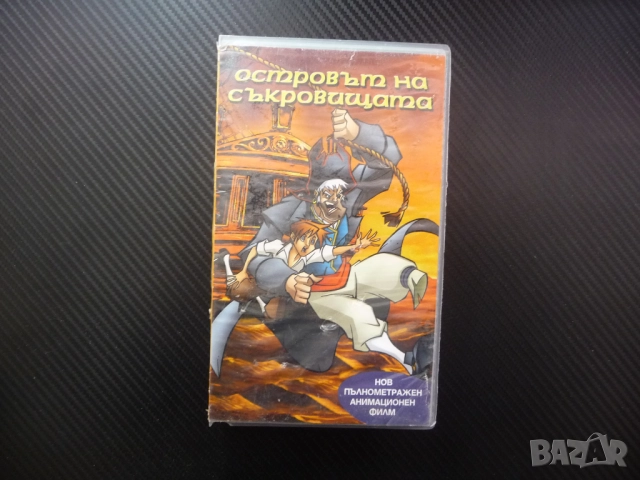 Островът на
съкровищата
НОВ
ПЪЛНОМЕТРАЖЕН
АНИМАЦИОНЕН
ФИЛМ
BAZAR